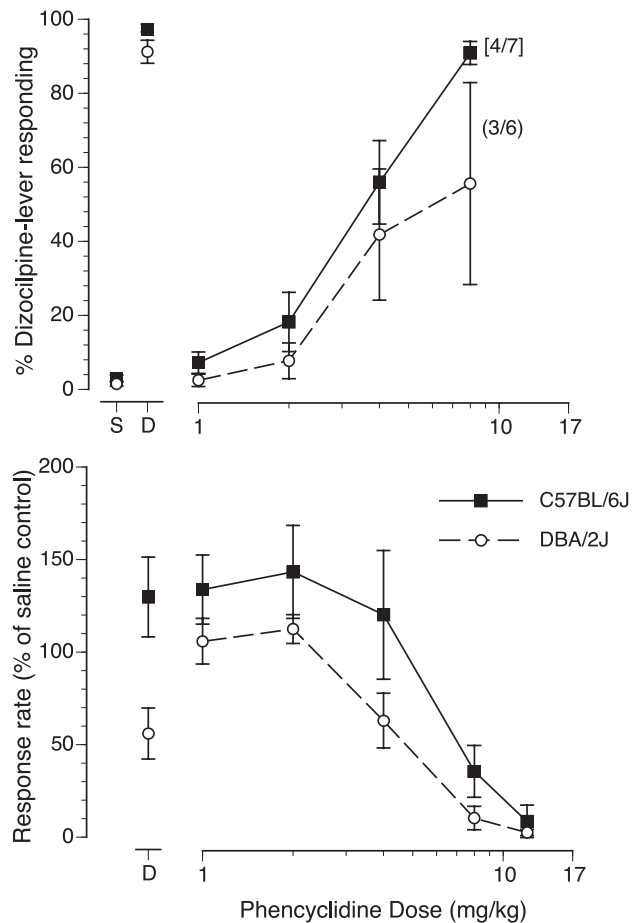 100
80
60
40
20
0
% Dizocilpine-lever responding
[4/7]
(3/6)
S D 1 10 17
200
150
100
50
0
Response rate (% of saline control)
C57BL/6J
DBA/2J
D 1 10 17
Phencyclidine Dose (mg/kg)